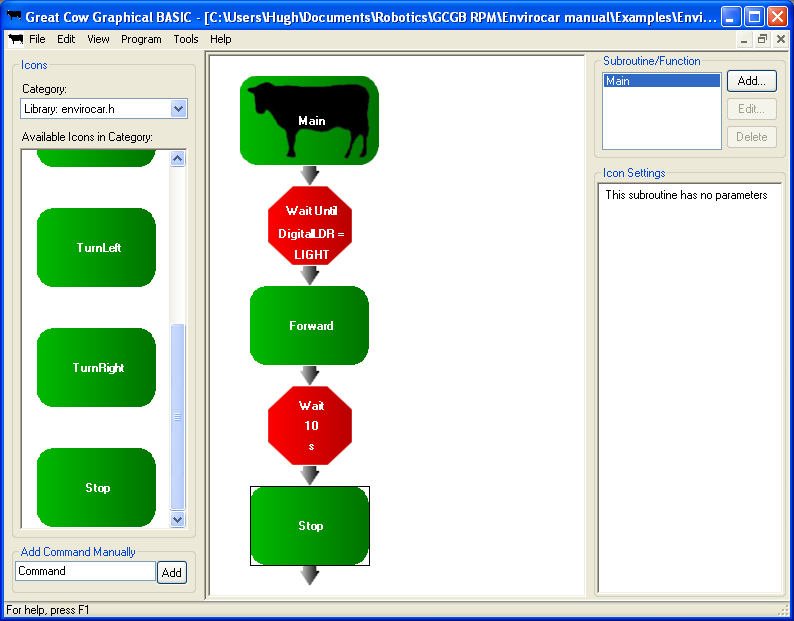 Great Cow Graphical BASIC - [C:\Users\Hugh\Documents\Robotics\GCGB RPM\Envirocar manual\Examples\Envi...
File Edit View Program Tools Help
Icons
Category:
Library: envirocar.h
Available Icons in Category:
TurnLeft
TurnRight
Stop
Add Command Manually
Command
Add
Main
Wait Until
DigitalLDR =
LIGHT
Forward
Wait
10
s
Stop
Subroutine/Function
Main
Add...
Edit...
Delete
Icon Settings
This subroutine has no parameters
For help, press F1